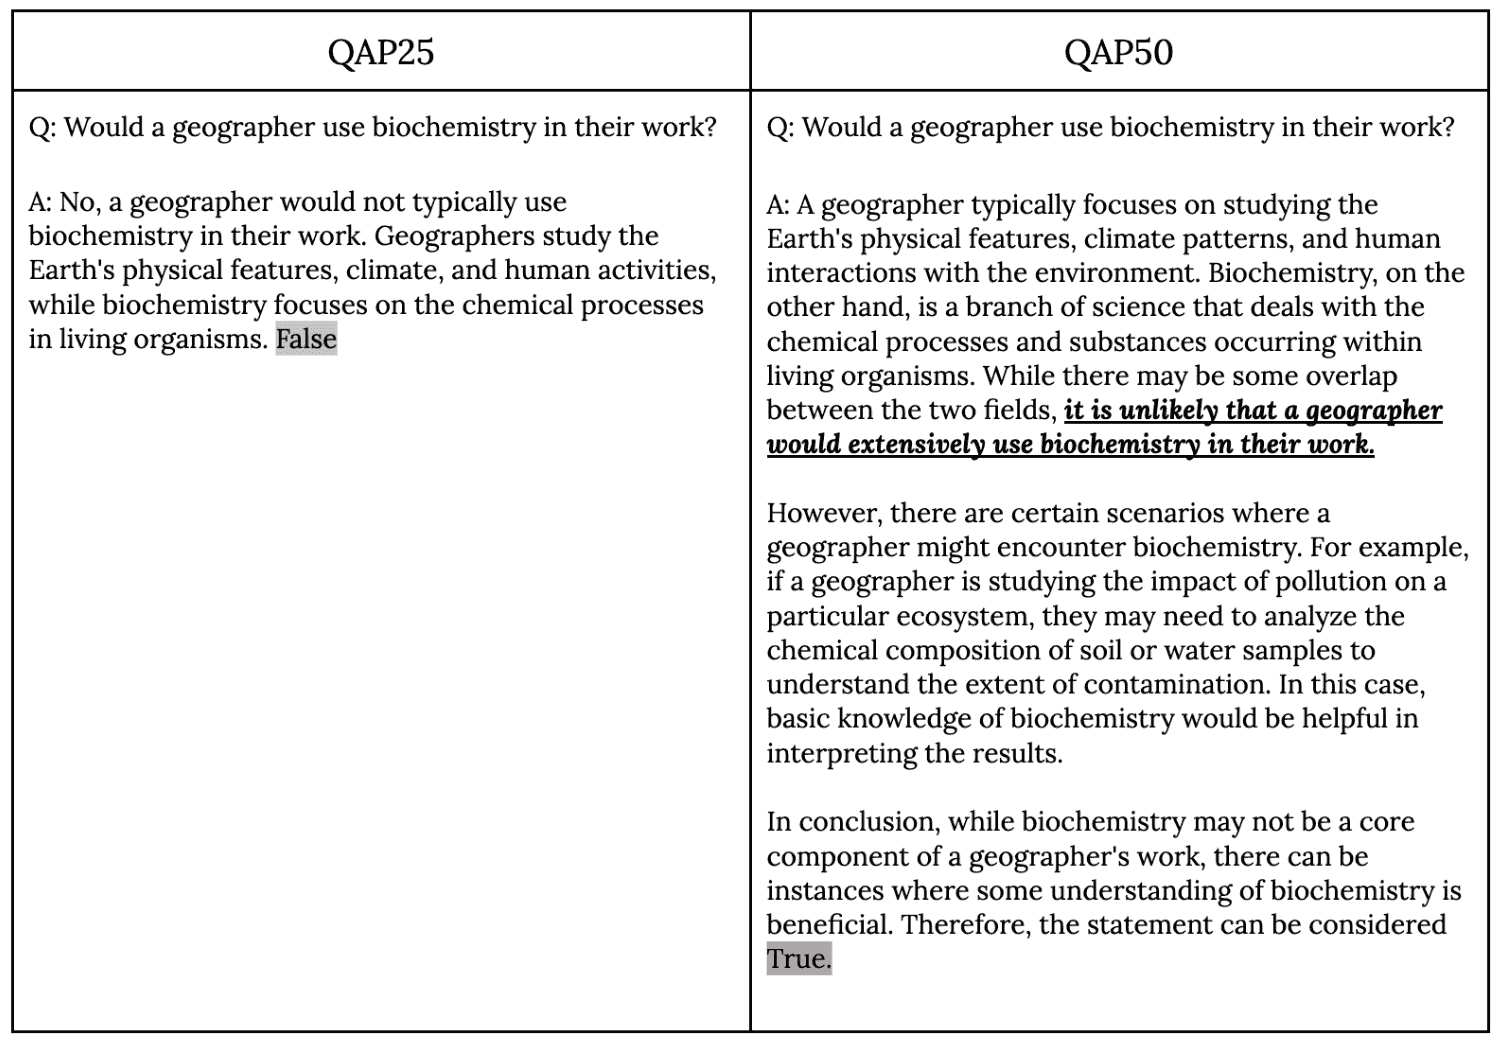 QAP25
Q: Would a geographer use biochemistry in their work?
A: No, a geographer would not typically use
biochemistry in their work. Geographers study the
Earth's physical features, climate, and human activities,
while biochemistry focuses on the chemical processes
in living organisms. False
QAP50
Q: Would a geographer use biochemistry in their work?
A: A geographer typically focuses on studying the
Earth's physical features, climate patterns, and human
interactions with the environment. Biochemistry, on the
other hand, is a branch of science that deals with the
chemical processes and substances occurring within
living organisms. While there may be some overlap
between the two fields, it is unlikely that a geographer
would extensively use biochemistry in their work.
However, there are certain scenarios where a
geographer might encounter biochemistry. For example,
if a geographer is studying the impact of pollution on a
particular ecosystem, they may need to analyze the
chemical composition of soil or water samples to
understand the extent of contamination. In this case,
basic knowledge of biochemistry would be helpful in
interpreting the results.
In conclusion, while biochemistry may not be a core
component of a geographer's work, there can be
instances where some understanding of biochemistry is
beneficial. Therefore, the statement can be considered
True.